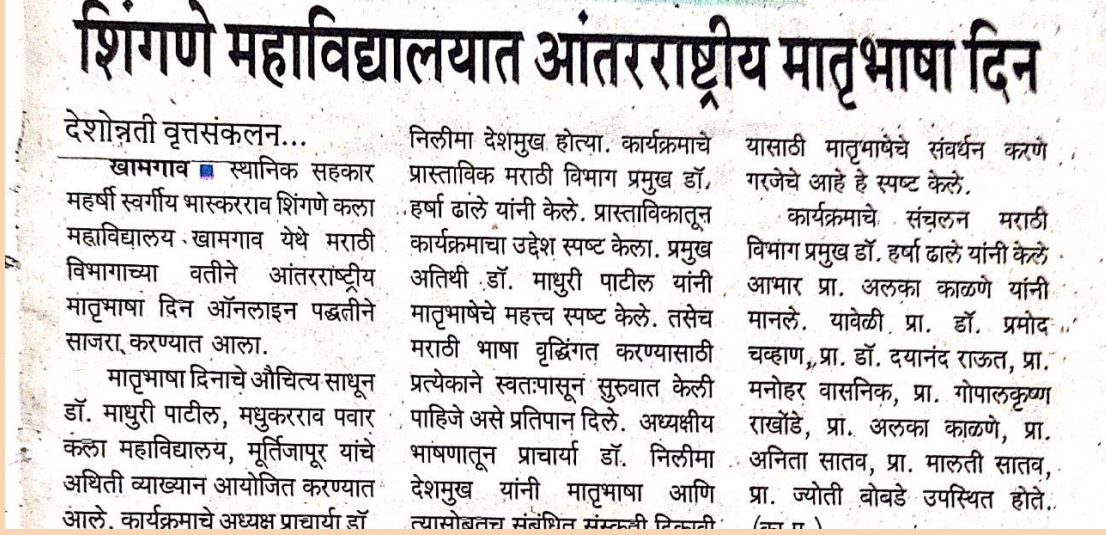 शिंगणे महाविद्यालयात आंतरराष्ट्रीय मातृभाषा दिन
देशोन्नती वृत्तसंकलन...
खामगाव स्थानिक सहकार
महर्षी स्वर्गीय भास्करराव शिंगणे कला
महाविद्यालय खामगाव येथे मराठी
विभागाच्या वतीने आंतरराष्ट्रीय
मातृभाषा दिन ऑनलाइन पद्धतीने
साजरा करण्यात आला.
मातृभाषा दिनाचे औचित्य साधून
डॉ. माधुरी पाटील, मधुकरराव पवार
कला महाविद्यालय, मूर्तिजापूर यांचे
अथिती व्याख्यान आयोजित करण्यात
आले. कार्यक्रमाचे अध्यक्ष प्राचार्या डॉ
निलीमा देशमुख होत्या. कार्यक्रमाचे
प्रास्ताविक मराठी विभाग प्रमुख डॉ.
हर्षा ढाले यांनी केले. प्रास्ताविकातून
कार्यक्रमाचा उद्देश स्पष्ट केला. प्रमुख
अतिथी डॉ. माधुरी पाटील यांनी
मातृभाषेचे महत्त्व स्पष्ट केले. तसेच
मराठी भाषा वृद्धिंगत करण्यासाठी
प्रत्येकाने स्वतःपासून सुरुवात केली
पाहिजे असे प्रतिपान दिले. अध्यक्षीय
भाषणातून प्राचार्या डॉ. निलीमा
देशमुख यांनी मातृभाषा आणि
त्यासोबतच संबंधित संस्कृती टिकावी
यासाठी मातृभाषेचे संवर्धन करणे
गरजेचे आहे हे स्पष्ट केले.
कार्यक्रमाचे संचलन मराठी
विभाग प्रमुख डॉ. हर्षा ढाले यांनी केले
आभार प्रा. अलका काळणे यांनी
मानले. यावेळी प्रा. डॉ. प्रमोद
चव्हाण, प्रा. डॉ. दयानंद राऊत, प्रा.
मनोहर वासनिक, प्रा. गोपालकृष्ण
राखोंडे, प्रा. अलका काळणे, प्रा.
अनिता सातव, प्रा. मालती सातव,
प्रा. ज्योती बोबडे उपस्थित होते.